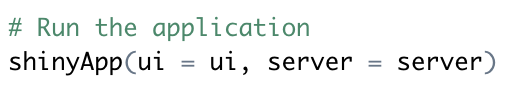 # Run the application
shinyApp(ui = ui, server = server)